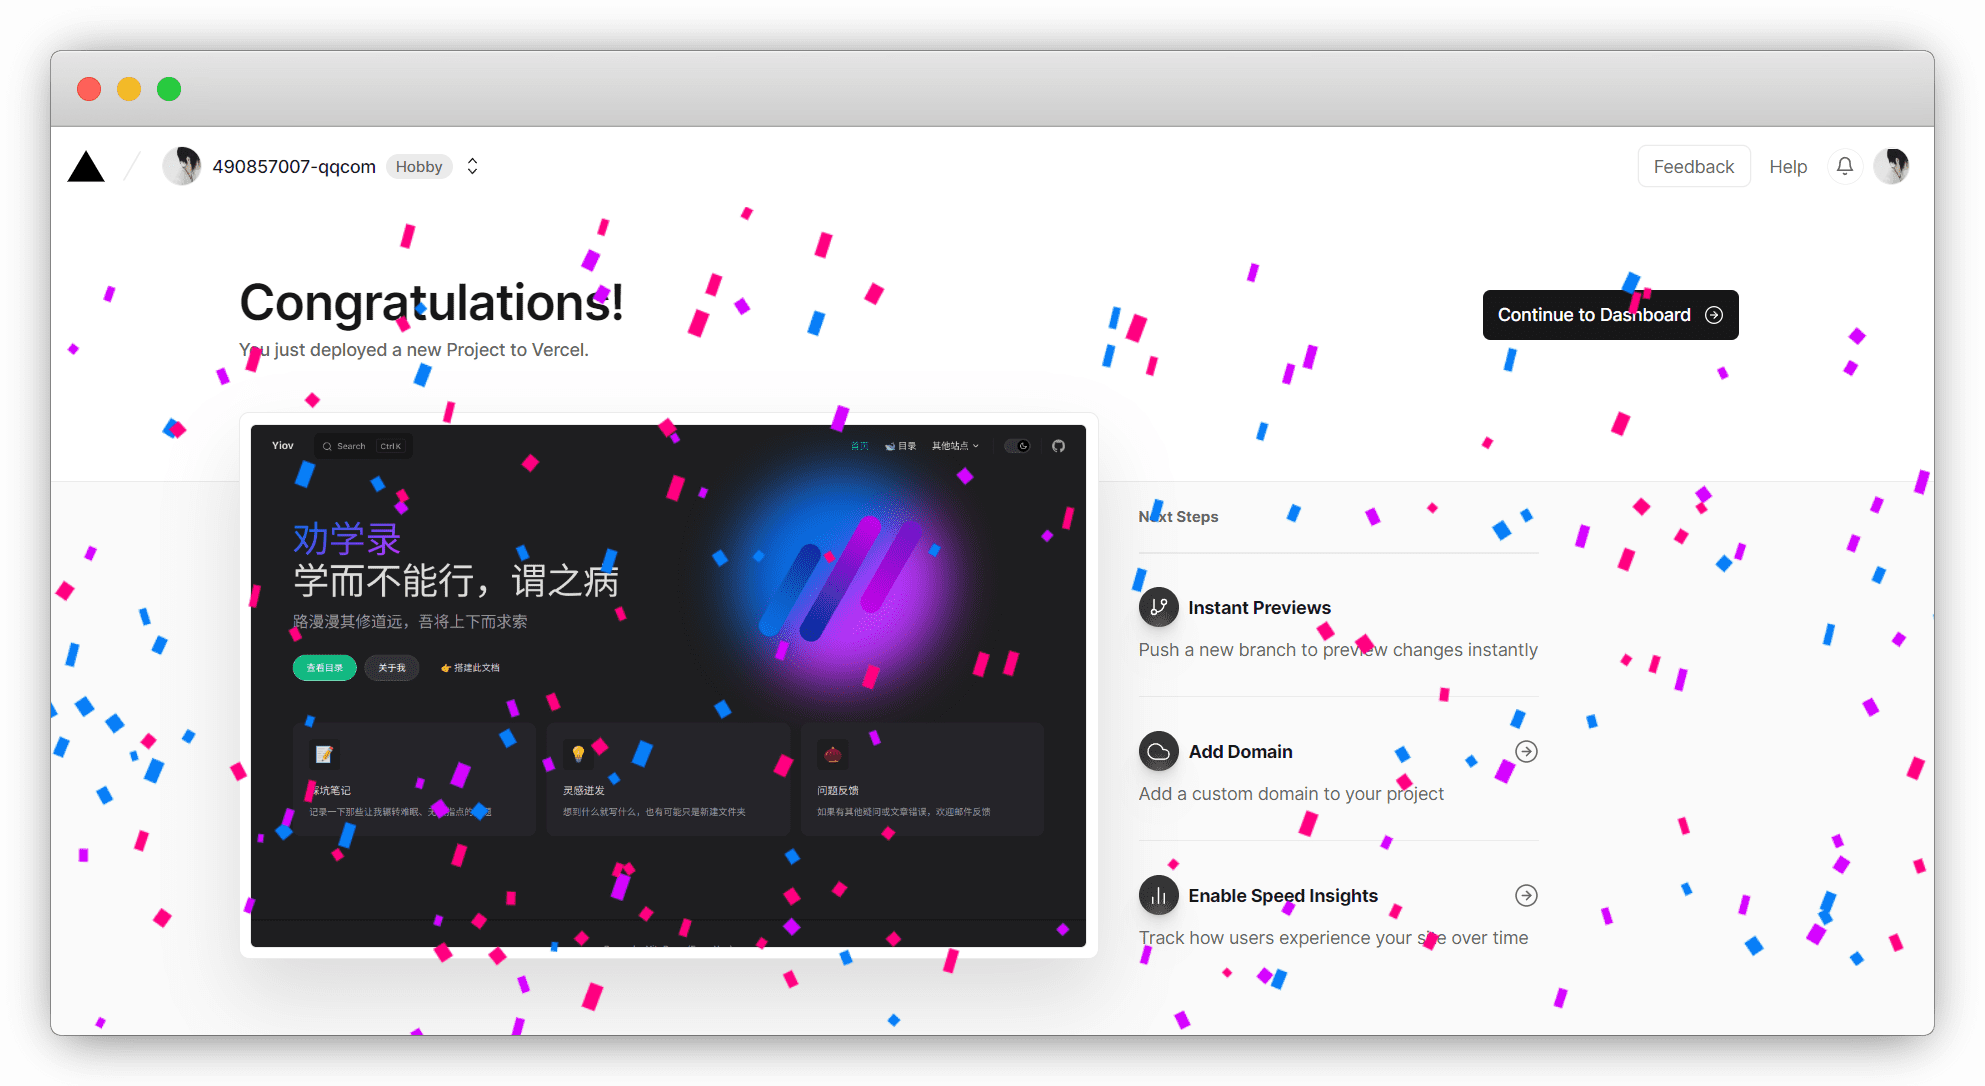 490857007-qqcom Hobby
Feedback Help
Congratulations!
You just deployed a new Project to Vercel.
Continue to Dashboard
Yiov Search Ctrl K 首页 目录 其他站点
劝学录
学而不能行，谓之病
路漫漫其修道远，吾将上下而求索
查看目录 关于我 👉 搭建此文档
踩坑笔记
记录一下那些让我辗转难眠、无
灵感迸发
想到什么就写什么，也有可能只是新建文件夹
问题反馈
如果有其他疑问或文章错误，欢迎邮件反馈
Next Steps
Instant Previews
Push a new branch to preview changes instantly
Add Domain
Add a custom domain to your project
Enable Speed Insights
Track how users experience your site over time